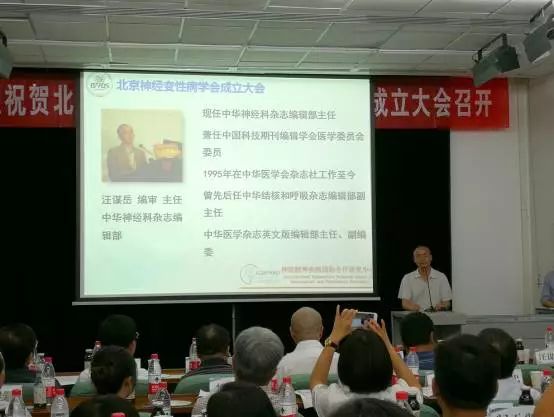 祝贺北
成立大会召开
北京神经变性病学会成立大会
现任中华神经科杂志编辑部主任
兼任中国科技期刊编辑学会医学委员会
委员
1995年在中华医学会杂志社工作至今
曾先后任中华结核和呼吸杂志编辑部副
主任
中华医学杂志英文版编辑部主任、副编
委
汪谋岳 编审 主任
中华神经科杂志编
辑部